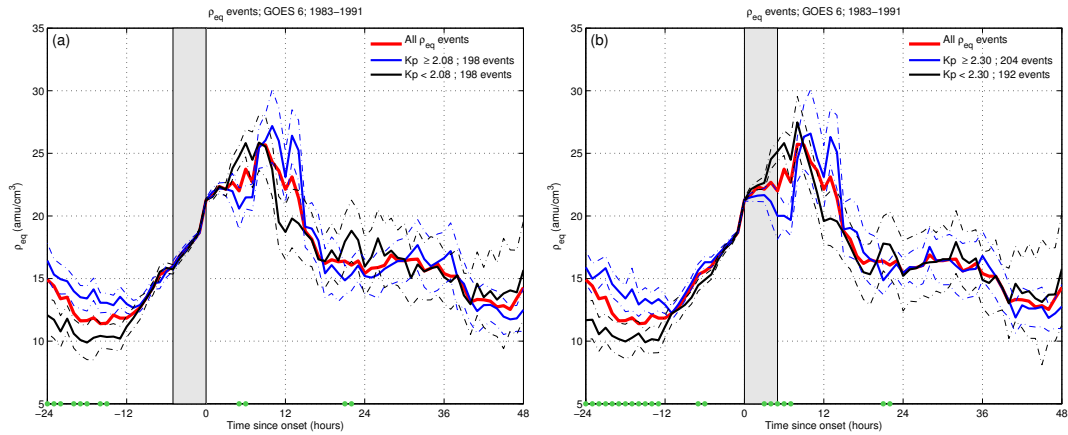 ρeq events; GOES 6; 1983−1991
(a)
All ρeq events
Kp ≥ 2.08 ; 198 events
Kp < 2.08 ; 198 events
35
30
25
20
15
10
5
ρeq (amu/cm3)
−24 −12 0 12 24 36 48
Time since onset (hours)
ρeq events; GOES 6; 1983−1991
(b)
All ρeq events
Kp ≥ 2.30 ; 204 events
Kp < 2.30 ; 192 events
35
30
25
20
15
10
5
ρeq (amu/cm3)
−24 −12 0 12 24 36 48
Time since onset (hours)